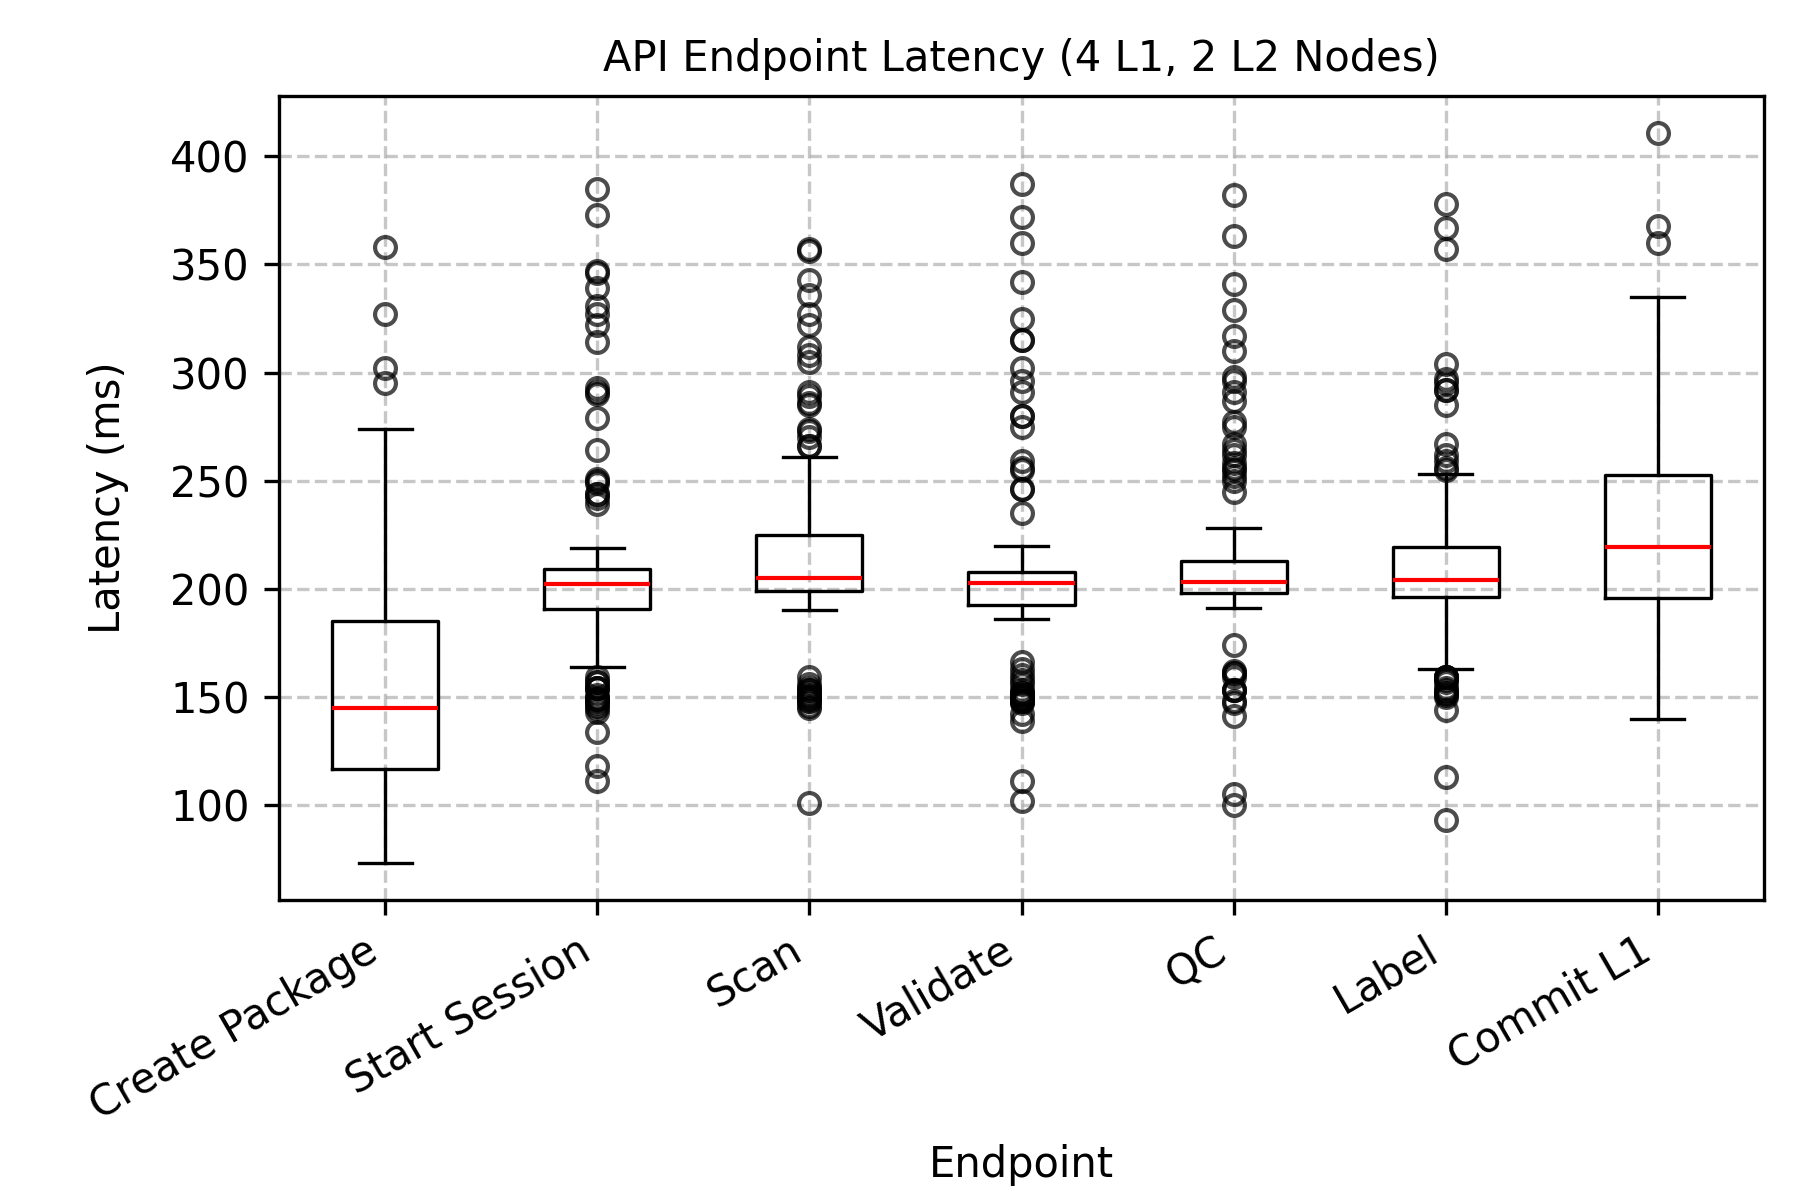 API Endpoint Latency (4 L1, 2 L2 Nodes)
Latency (ms)
400
350
300
250
200
150
100
Create Package
Start Session
Scan
Validate
QC
Label
Commit L1
Endpoint